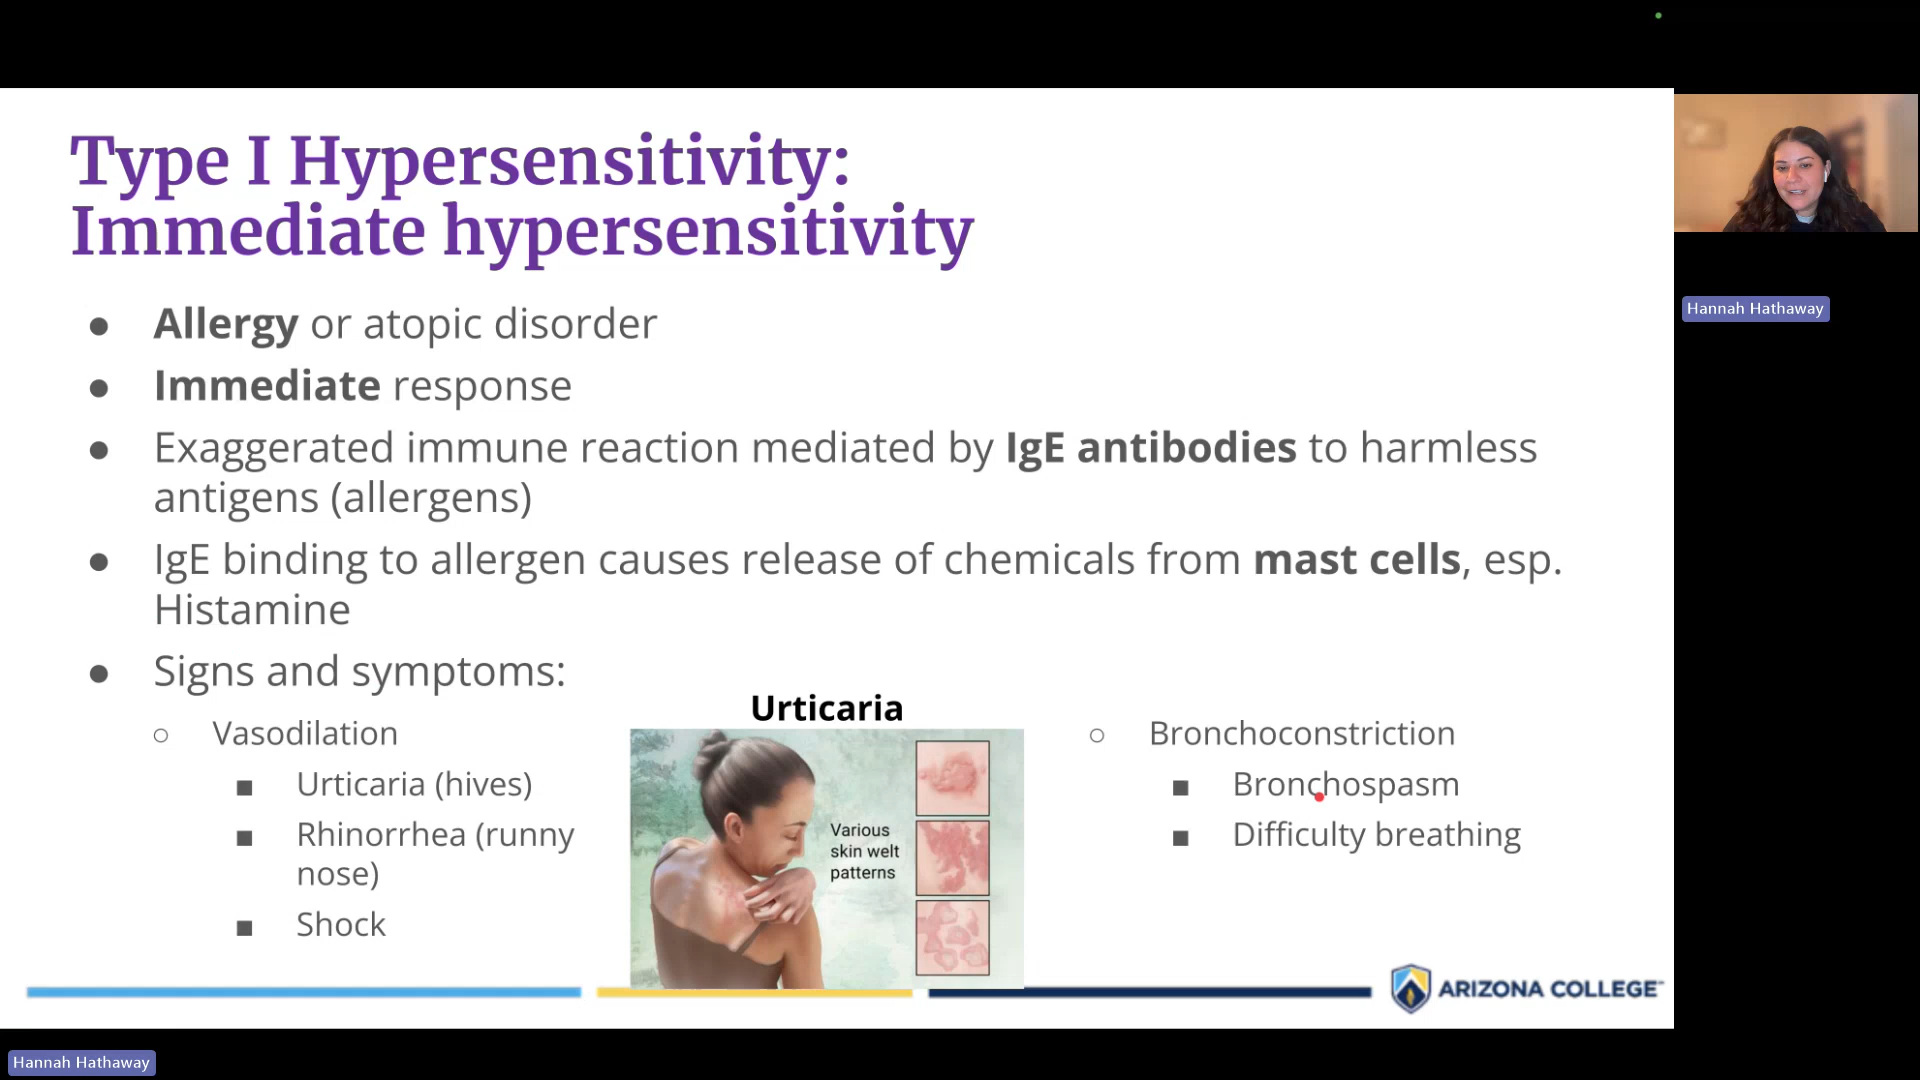 Type I Hypersensitivity:
Immediate hypersensitivity
● Allergy or atopic disorder
● Immediate response
● Exaggerated immune reaction mediated by IgE antibodies to harmless
antigens (allergens)
● IgE binding to allergen causes release of chemicals from mast cells, esp.
Histamine
● Signs and symptoms:
○ Vasodilation
■ Urticaria (hives)
■ Rhinorrhea (runny
nose)
■ Shock
Urticaria
Various
skin welt
patterns
○ Bronchoconstriction
■ Bronchospasm
■ Difficulty breathing
ARIZONA COLLEGE
Hannah Hathaway
Hannah Hathaway